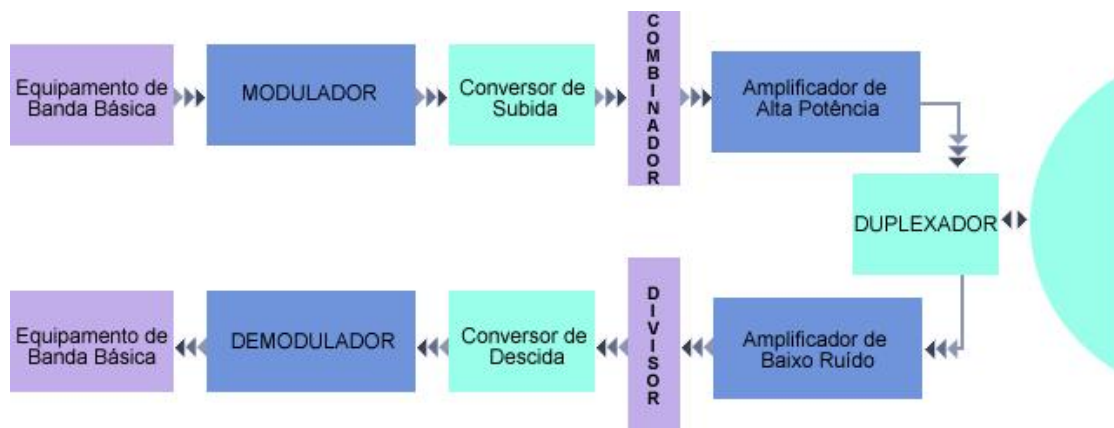 Equipamento de
Banda Básica
MODULADOR
Conversor de
Subida
COMBINADOR
Amplificador de
Alta Potência
DUPLEXADOR
Equipamento de
Banda Básica
DEMODULADOR
Conversor de
Descida
DIVISOR
Amplificador de
Baixo Ruído